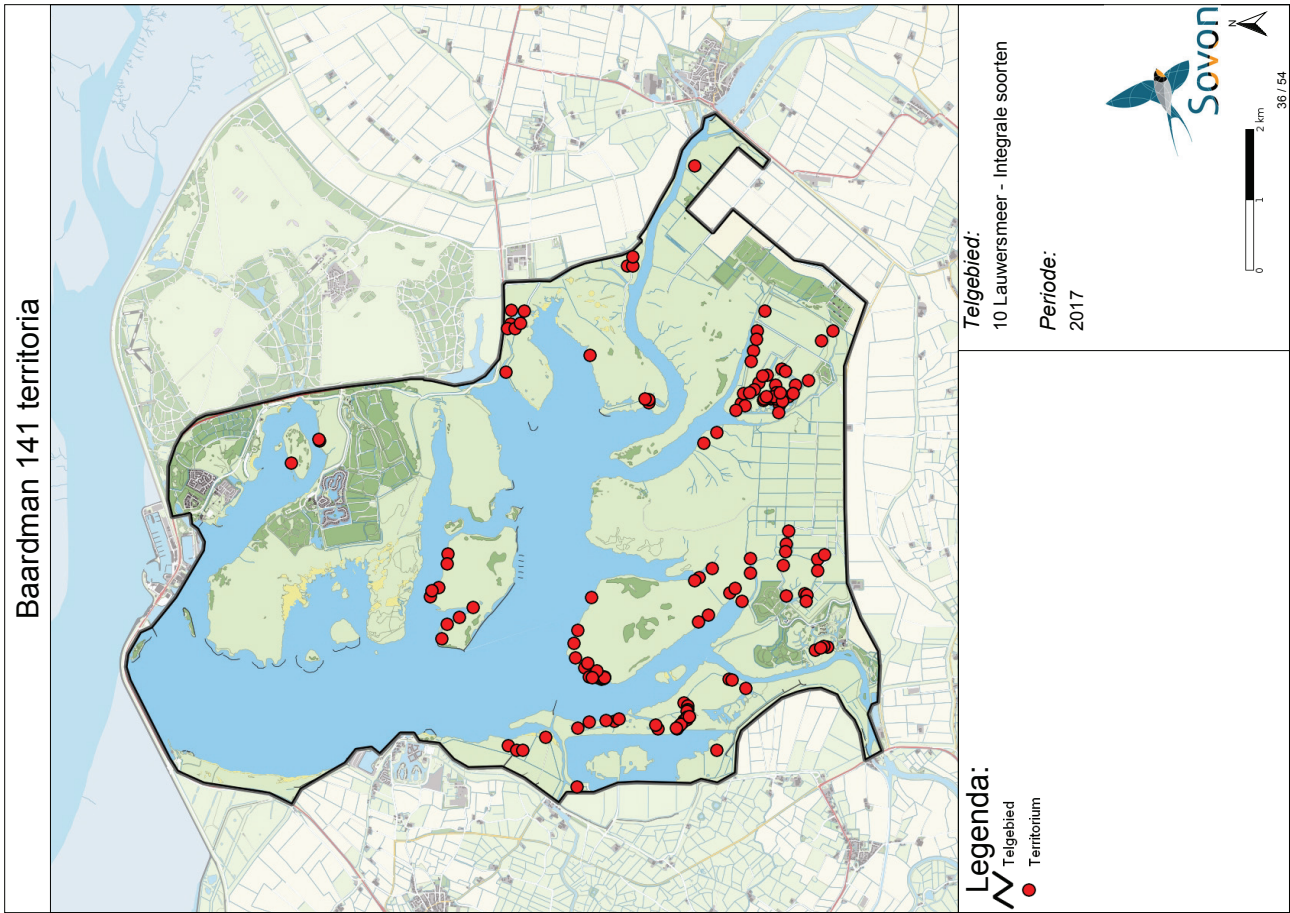 Baardman 141 territoria
Legenda:
Telgebied
Territorium
Telgebied:
10 Lauwersmeer - Integrale soorten
Periode:
2017
Sovon
N
0 1 2 km
36 / 54